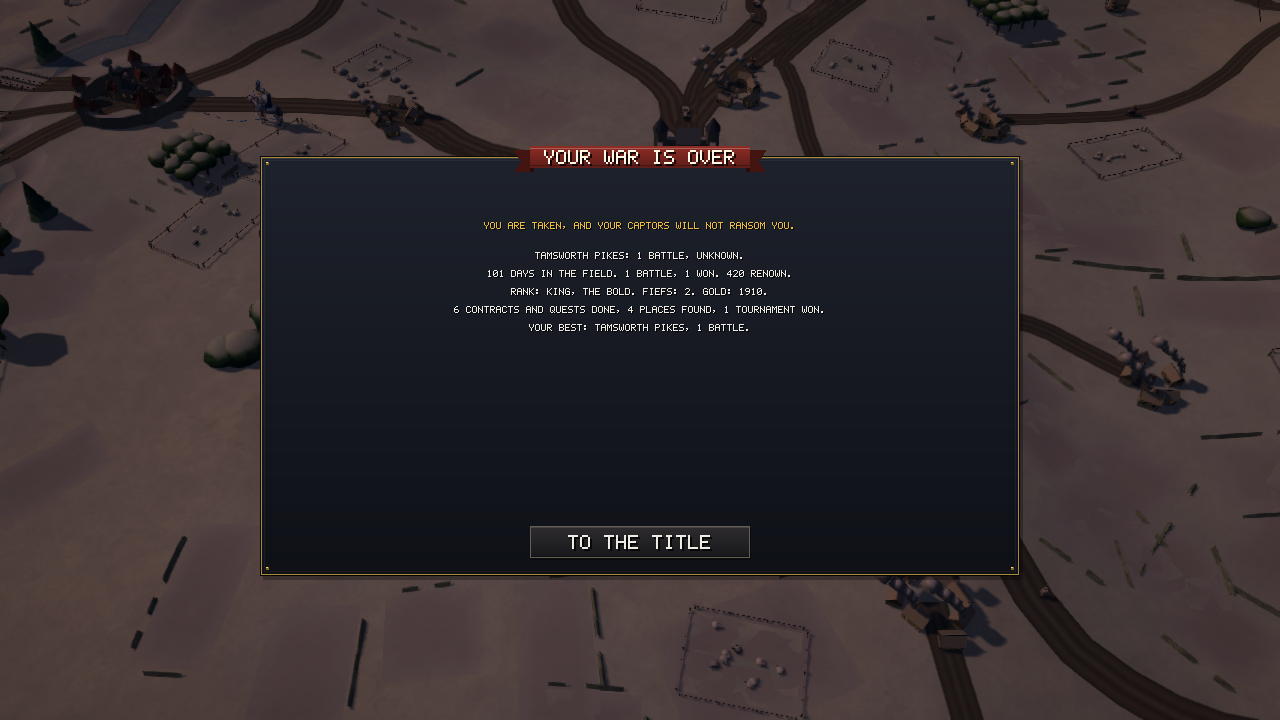 YOUR WAR IS OVER
YOU ARE TAKEN, AND YOUR CAPTORS WILL NOT RANSOM YOU.
TAMSWORTH PIKES: 1 BATTLE, UNKNOWN.
101 DAYS IN THE FIELD. 1 BATTLE, 1 WON. 420 RENOWN.
RANK: KING, THE BOLD. FIEFS: 2. GOLD: 1910.
6 CONTRACTS AND QUESTS DONE, 4 PLACES FOUND, 1 TOURNAMENT WON.
YOUR BEST: TAMSWORTH PIKES, 1 BATTLE.
TO THE TITLE